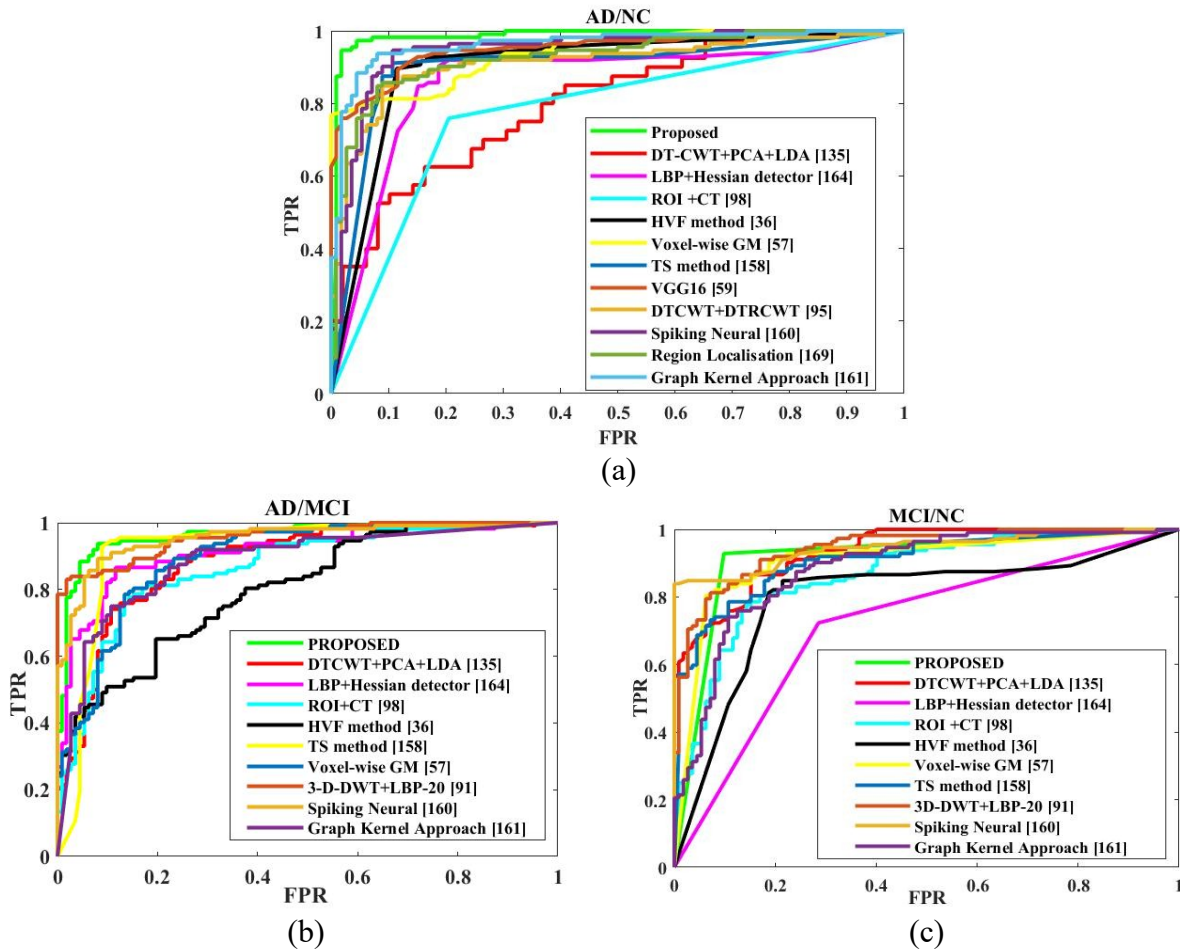 AD/NC
1
0.8
0.6
0.4
0.2
0
TPR
Proposed
DT-CWT+PCA+LDA [135]
LBP+Hessian detector [164]
ROI +CT [98]
HVF method [36]
Voxel-wise GM [57]
TS method [158]
VGG16 [59]
DTCWT+DTRCWT [95]
Spiking Neural [160]
Region Localisation [169]
Graph Kernel Approach [161]
0 0.1 0.2 0.3 0.4 0.5 0.6 0.7 0.8 0.9 1
FPR
(a)
AD/MCI
1
0.8
0.6
0.4
0.2
0
TPR
PROPOSED
DTCWT+PCA+LDA [135]
LBP+Hessian detector [164]
ROI+CT [98]
HVF method [36]
TS method [158]
Voxel-wise GM [57]
3-D-DWT+LBP-20 [91]
Spiking Neural [160]
Graph Kernel Approach [161]
0 0.2 0.4 0.6 0.8 1
FPR
(b)
MCI/NC
1
0.8
0.6
0.4
0.2
0
TPR
PROPOSED
DTCWT+PCA+LDA [135]
LBP+Hessian detector [164]
ROI +CT [98]
HVF method [36]
Voxel-wise GM [57]
TS method [158]
3D-DWT+LBP-20 [91]
Spiking Neural [160]
Graph Kernel Approach [161]
0 0.2 0.4 0.6 0.8 1
FPR
(c)